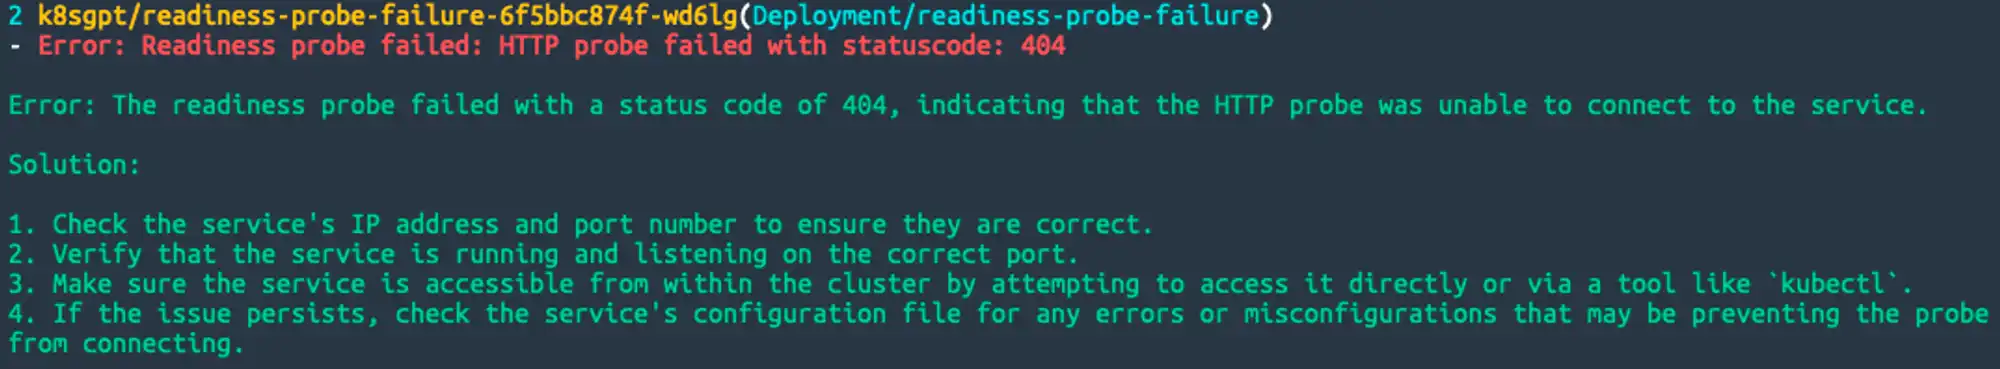 2 k8sgpt/readiness-probe-failure-6f5bbc874f-wd6lg(Deployment/readiness-probe-failure)
- Error: Readiness probe failed: HTTP probe failed with statuscode: 404
Error: The readiness probe failed with a status code of 404, indicating that the HTTP probe was unable to connect to the service.
Solution:
1. Check the service's IP address and port number to ensure they are correct.
2. Verify that the service is running and listening on the correct port.
3. Make sure the service is accessible from within the cluster by attempting to access it directly or via a tool like `kubectl`.
4. If the issue persists, check the service's configuration file for any errors or misconfigurations that may be preventing the probe
from connecting.